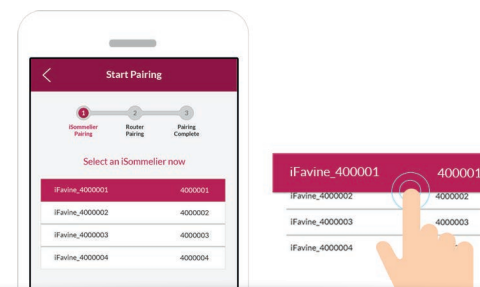 Start Pairing
1 2 3
iSommelier Pairing
Router Pairing
Pairing Complete
Select an iSommelier now
iFavine_4000001 4000001
iFavine_4000002 4000002
iFavine_4000003 4000003
iFavine_4000004 4000004
iFavine_400001 400001
iFavine_4000002 4000002
iFavine_4000003 4000003
iFavine_4000004